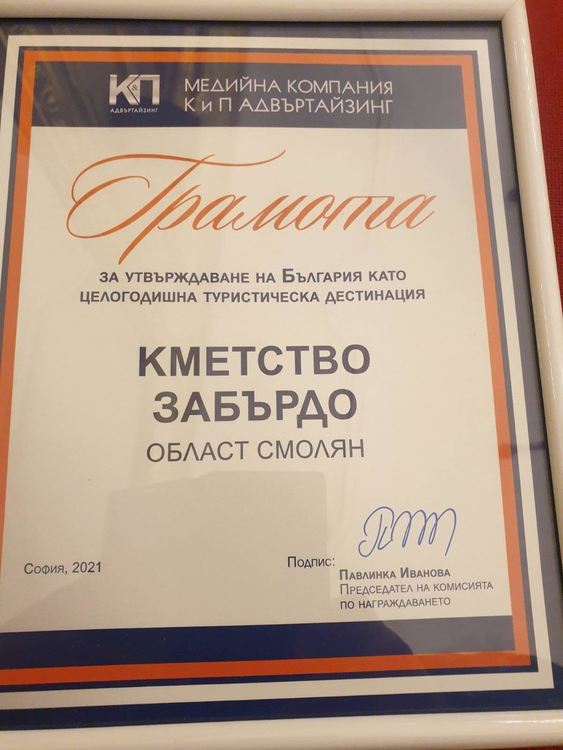 К&П
АДВЪРТАЙЗИНГ
МЕДИЙНА КОМПАНИЯ
К и П АДВЪРТАЙЗИНГ
Грамота
ЗА УТВЪРЖДАВАНЕ НА БЪЛГАРИЯ КАТО
ЦЕЛОГОДИШНА ТУРИСТИЧЕСКА ДЕСТИНАЦИЯ
КМЕТСТВО
ЗАБЪРДО
ОБЛАСТ СМОЛЯН
София, 2021
Подпис:
ПАВЛИНКА ИВАНОВА
ПРЕДСЕДАТЕЛ НА КОМИСИЯТА
ПО НАГРАЖДАВАНЕТО